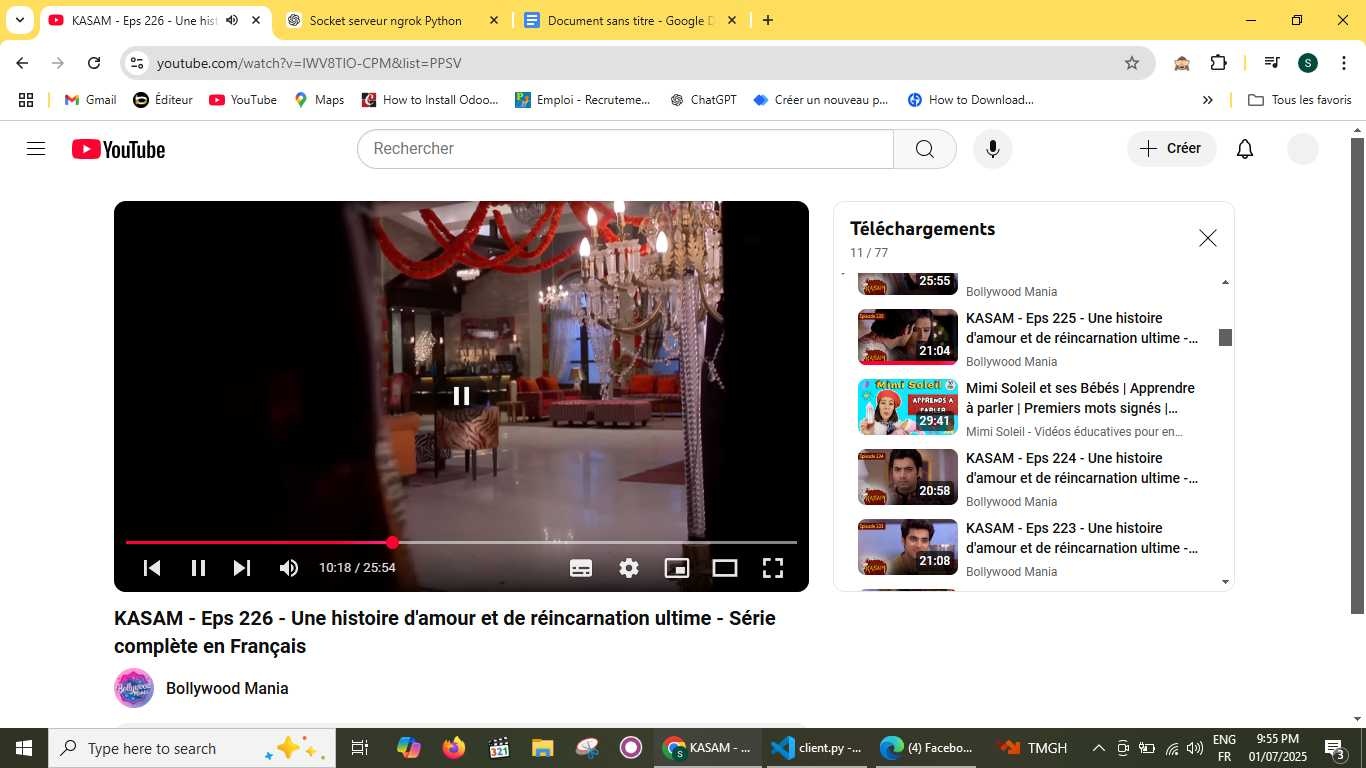 KASAM - Eps 226 - Une hist
Socket serveur ngrok Python
Document sans titre - Google D
youtube.com/watch?v=IWV8TIO-CPM&list=PPSV
Gmail
Éditeur
YouTube
Maps
How to Install Odoo...
Emploi - Recruteme...
ChatGPT
Créer un nouveau p...
How to Download...
Tous les favoris
YouTube
Rechercher
Créer
S
Téléchargements
11 / 77
25:55
Bollywood Mania
KASAM - Eps 225 - Une histoire
d'amour et de réincarnation ultime -...
21:04
Bollywood Mania
Mimi Soleil et ses Bébés | Apprendre
à parler | Premiers mots signés |...
29:41
Mimi Soleil - Vidéos éducatives pour en...
Mimi Soleil
APPRENDS A
PARLER
KASAM - Eps 224 - Une histoire
d'amour et de réincarnation ultime -...
20:58
Bollywood Mania
KASAM - Eps 223 - Une histoire
d'amour et de réincarnation ultime -...
21:08
Bollywood Mania
10:18 / 25:54
KASAM - Eps 226 - Une histoire d'amour et de réincarnation ultime - Série
complète en Français
Bollywood Mania
Type here to search
321
KASAM - ...
client.py -...
(4) Facebo...
TMGH
ENG
FR
9:55 PM
01/07/2025
3